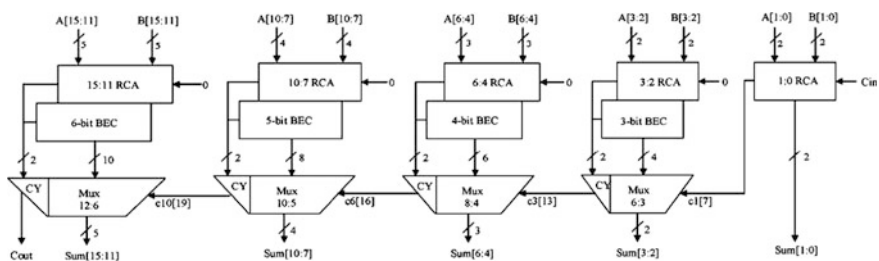 A[15:11] B[15:11] A[10:7] B[10:7] A[6:4] B[6:4] A[3:2] B[3:2] A[1:0] B[1:0]
5 5 4 4 3 3 2 2 2 2
15:11 RCA 0 10:7 RCA 0 6:4 RCA 0 3:2 RCA 0 1:0 RCA Cin
6-bit BEC 5-bit BEC 4-bit BEC 3-bit BEC
2 10 2 8 2 6 2 4 2
CY Mux 12:6 c10[19] CY Mux 10:5 c6[16] CY Mux 8:4 c3[13] CY Mux 6:3 c1[7]
5 4 3 2
Cout Sum[15:11] Sum[10:7] Sum[6:4] Sum[3:2] Sum[1:0]